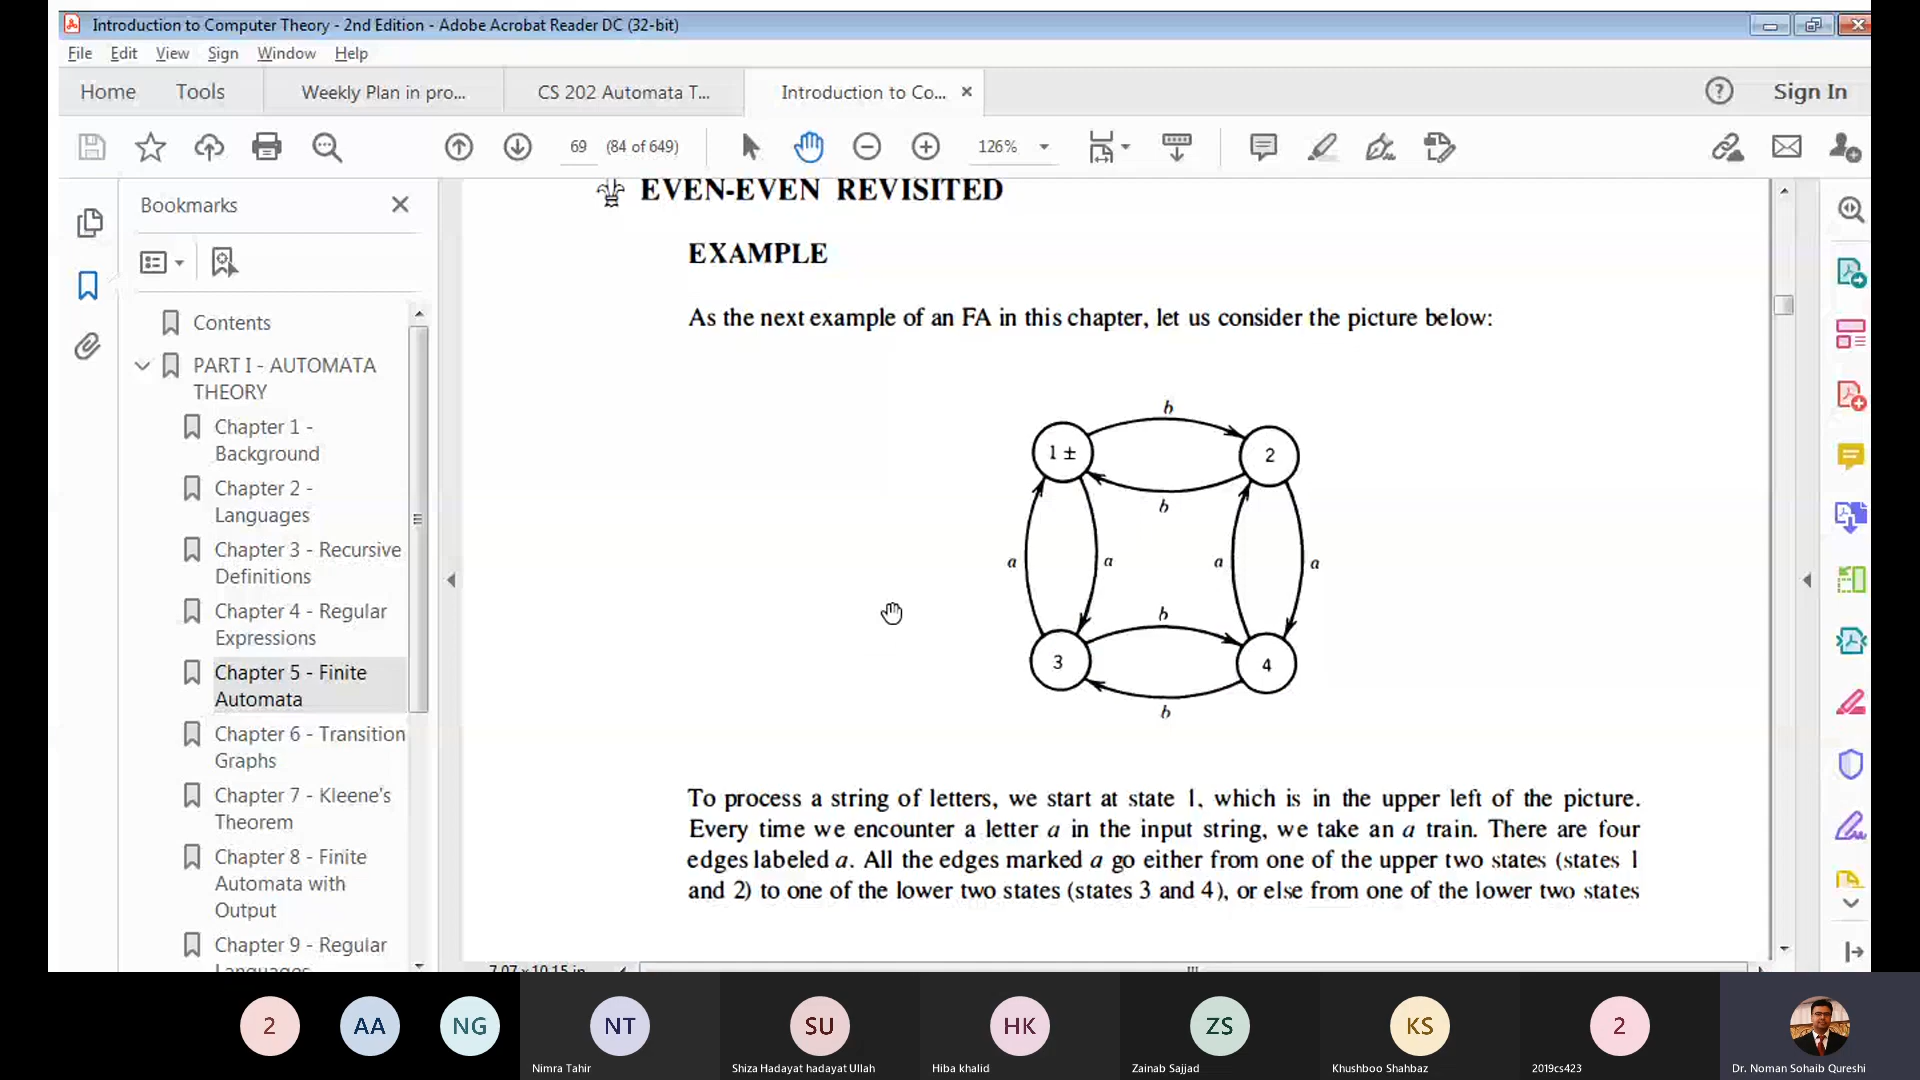 Introduction to Computer Theory - 2nd Edition - Adobe Acrobat Reader DC (32-bit)
File Edit View Sign Window Help
Home Tools Weekly Plan in pro... CS 202 Automata T... Introduction to Co... × Sign In
69 (84 of 649) 126%
Bookmarks
Contents
PART I - AUTOMATA
THEORY
Chapter 1 -
Background
Chapter 2 -
Languages
Chapter 3 - Recursive
Definitions
Chapter 4 - Regular
Expressions
Chapter 5 - Finite
Automata
Chapter 6 - Transition
Graphs
Chapter 7 - Kleene's
Theorem
Chapter 8 - Finite
Automata with
Output
Chapter 9 - Regular
Languages
EVEN-EVEN REVISITED
EXAMPLE
As the next example of an FA in this chapter, let us consider the picture below:
b
1 ± 2
b
a a a a
b
3 4
b
To process a string of letters, we start at state 1, which is in the upper left of the picture.
Every time we encounter a letter a in the input string, we take an a train. There are four
edges labeled a. All the edges marked a go either from one of the upper two states (states 1
and 2) to one of the lower two states (states 3 and 4), or else from one of the lower two states
7.07 x 10.15 in
2 AA NG NT SU HK ZS KS 2
Nimra Tahir Shiza Hadayat hadayat Ullah Hiba khalid Zainab Sajjad Khushboo Shahbaz 2019cs423 Dr. Noman Sohaib Qureshi